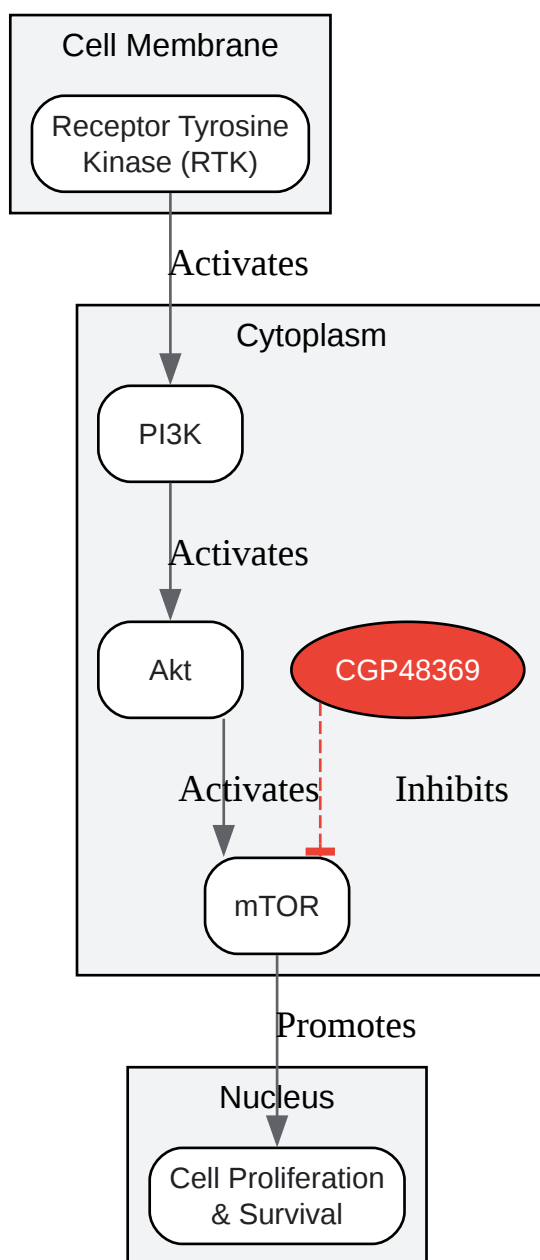 Cell Membrane
Receptor Tyrosine
Kinase (RTK)
Activates
Cytoplasm
PI3K
Activates
Akt
CGP48369
Activates
Inhibits
mTOR
Promotes
Nucleus
Cell Proliferation
& Survival